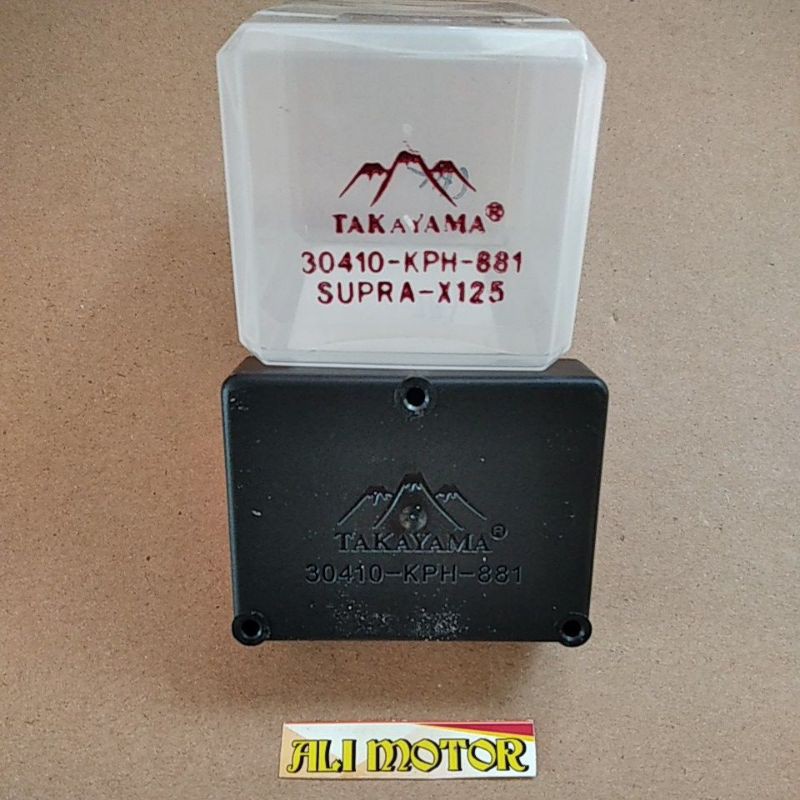 TAKAYAMA®
30410-KPH-881
SUPRA-X125
TAKAYAMA®
30410-KPH-881
ALI MOTOR